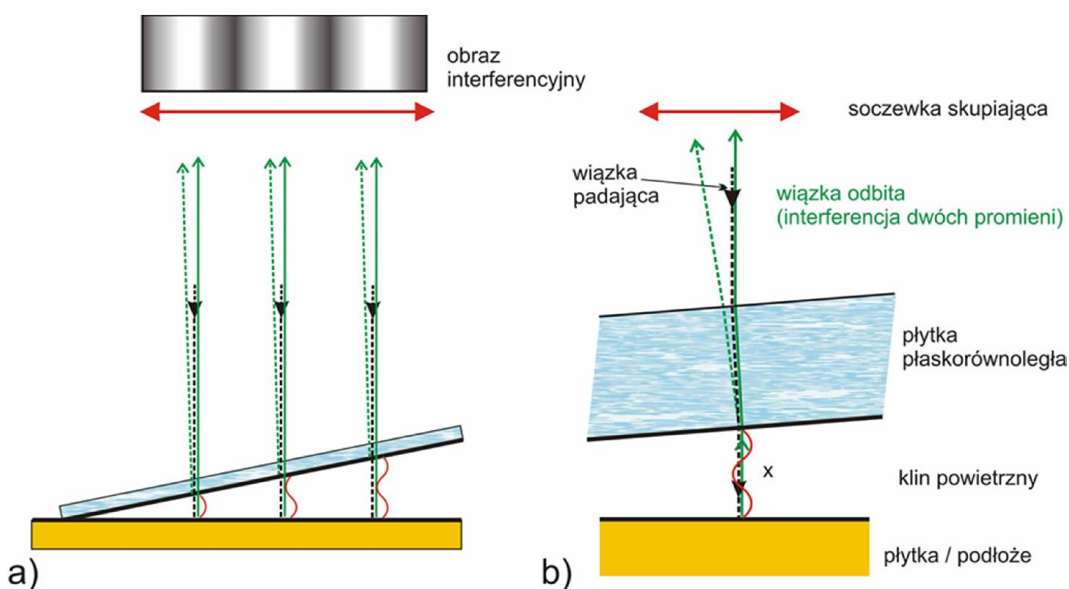 obraz
interferencyjny
a)
soczewka skupiająca
wiązka
padająca
wiązka odbita
(interferencja dwóch promieni)
płytka
płaskorównoległa
x
klin powietrzny
płytka / podłoże
b)